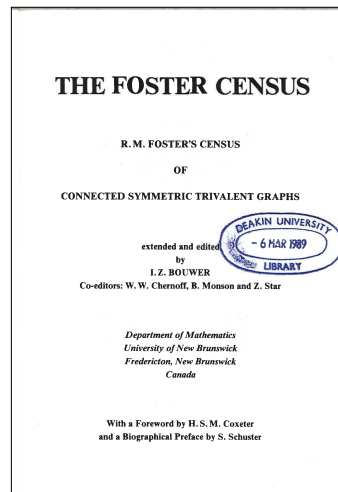 THE FOSTER CENSUS
R. M. FOSTER'S CENSUS
OF
CONNECTED SYMMETRIC TRIVALENT GRAPHS
extended and edited
by
I. Z. BOUWER
Co-editors: W. W. Chernoff, B. Monson and Z. Star
DEAKIN UNIVERSITY
- 6 MAR 1989
LIBRARY
Department of Mathematics
University of New Brunswick
Fredericton, New Brunswick
Canada
With a Foreword by H. S. M. Coxeter
and a Biographical Preface by S. Schuster